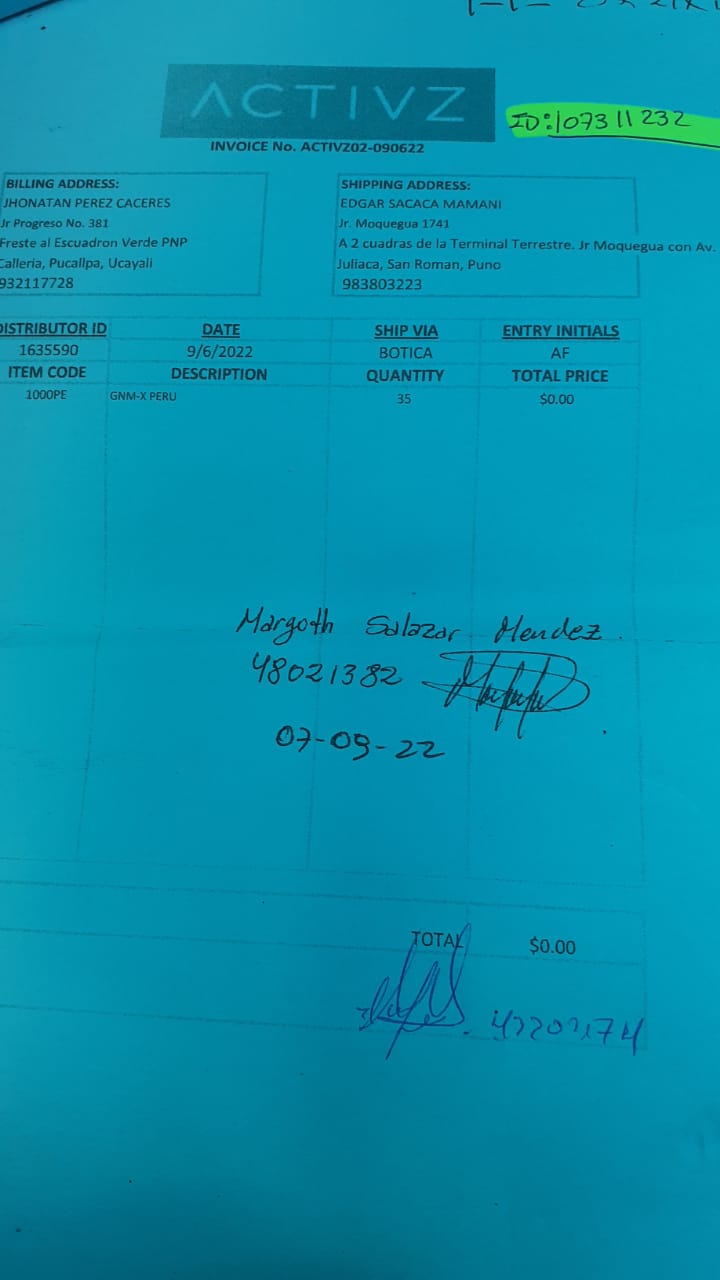 ACTIVZ
ID:10731 1232
INVOICE No. ACTIVZ02-090622
BILLING ADDRESS:
JHONATAN PEREZ CACERES
Jr Progreso No. 381
Freste al Escuadron Verde PNP
Calleria, Pucallpa, Ucayali
932117728
SHIPPING ADDRESS:
EDGAR SACACA MAMANI
Jr. Moquegua 1741
A 2 cuadras de la Terminal Terrestre. Jr Moquegua con Av.
Juliaca, San Roman, Puno
983803223
DISTRIBUTOR ID DATE SHIP VIA ENTRY INITIALS
1635590 9/6/2022 BOTICA AF
ITEM CODE DESCRIPTION QUANTITY TOTAL PRICE
1000PE GNM-X PERU 35 $0.00
Margoth Salazar Mendez.
48021382
07-09-22
TOTAL $0.00